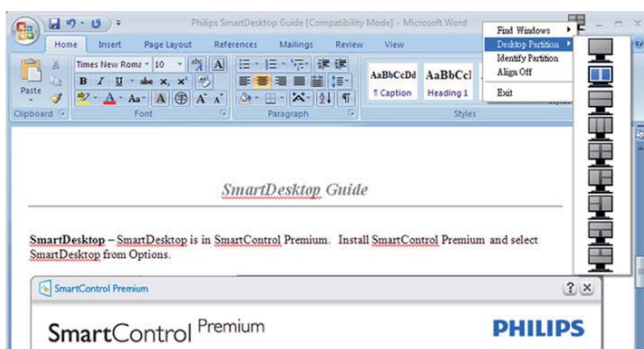 Philips SmartDesktop Guide [Compatibility Mode] - Microsoft Word
Home Insert Page Layout References Mailings Review View
Find Windows
Desktop Partition
Identify Partition
Align Off
Exit
Paste
Times New Roma 10
B I U abc x, x'
Aa A A A
AaBbCcDd AaBbCcI
¶ Caption Heading 1
Clipboard Font Paragraph Styles
SmartDesktop Guide
SmartDesktop – SmartDesktop is in SmartControl Premium. Install SmartControl Premium and select
SmartDesktop from Options.
SmartControl Premium
SmartControl Premium
PHILIPS